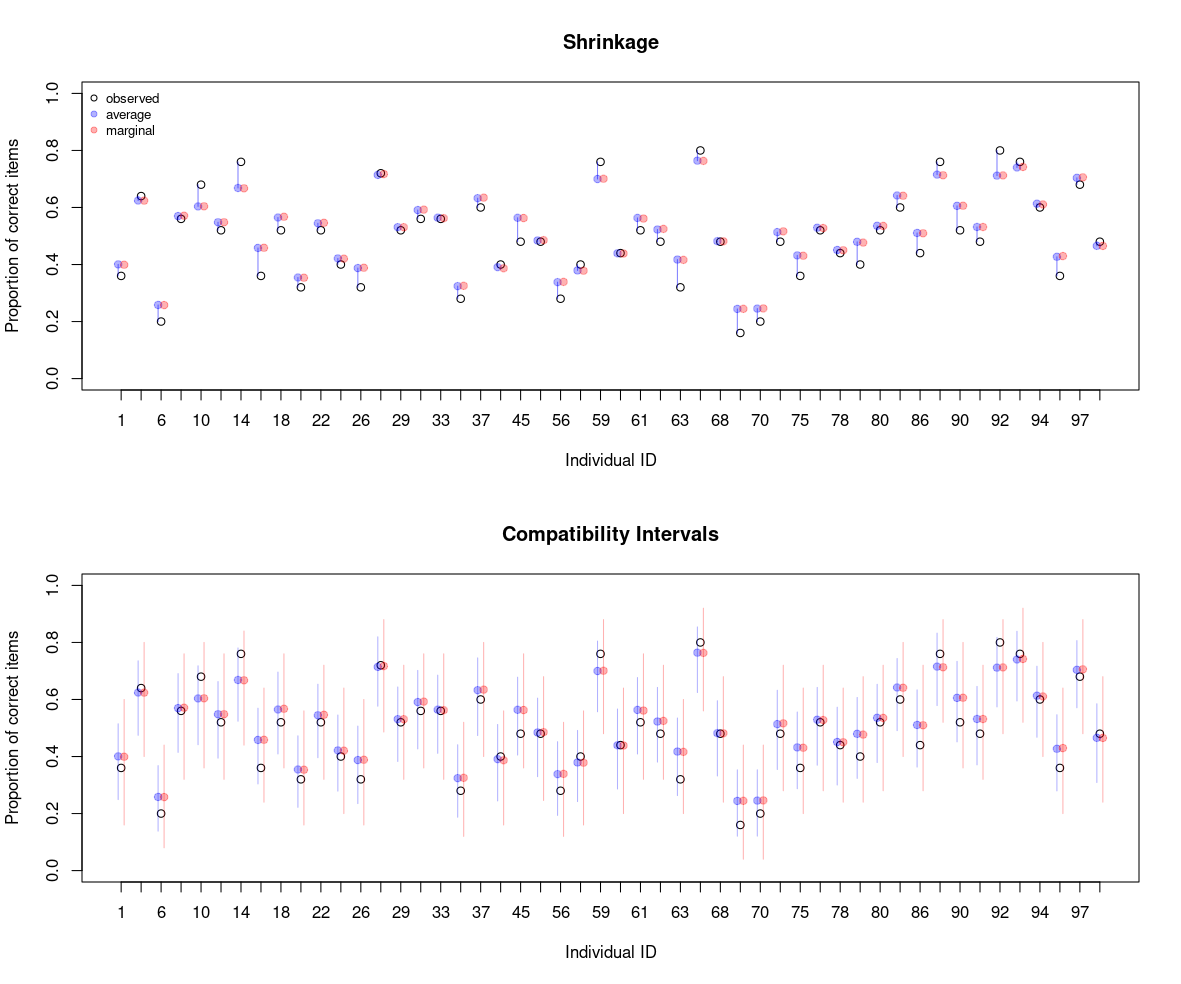 Shrinkage
Proportion of correct items
1.0
0.8
0.6
0.4
0.2
0.0
observed
average
marginal
1 6 10 14 18 22 26 29 33 37 45 56 59 61 63 68 70 75 78 80 86 90 92 94 97
Individual ID
Compatibility Intervals
Proportion of correct items
1.0
0.8
0.6
0.4
0.2
0.0
1 6 10 14 18 22 26 29 33 37 45 56 59 61 63 68 70 75 78 80 86 90 92 94 97
Individual ID